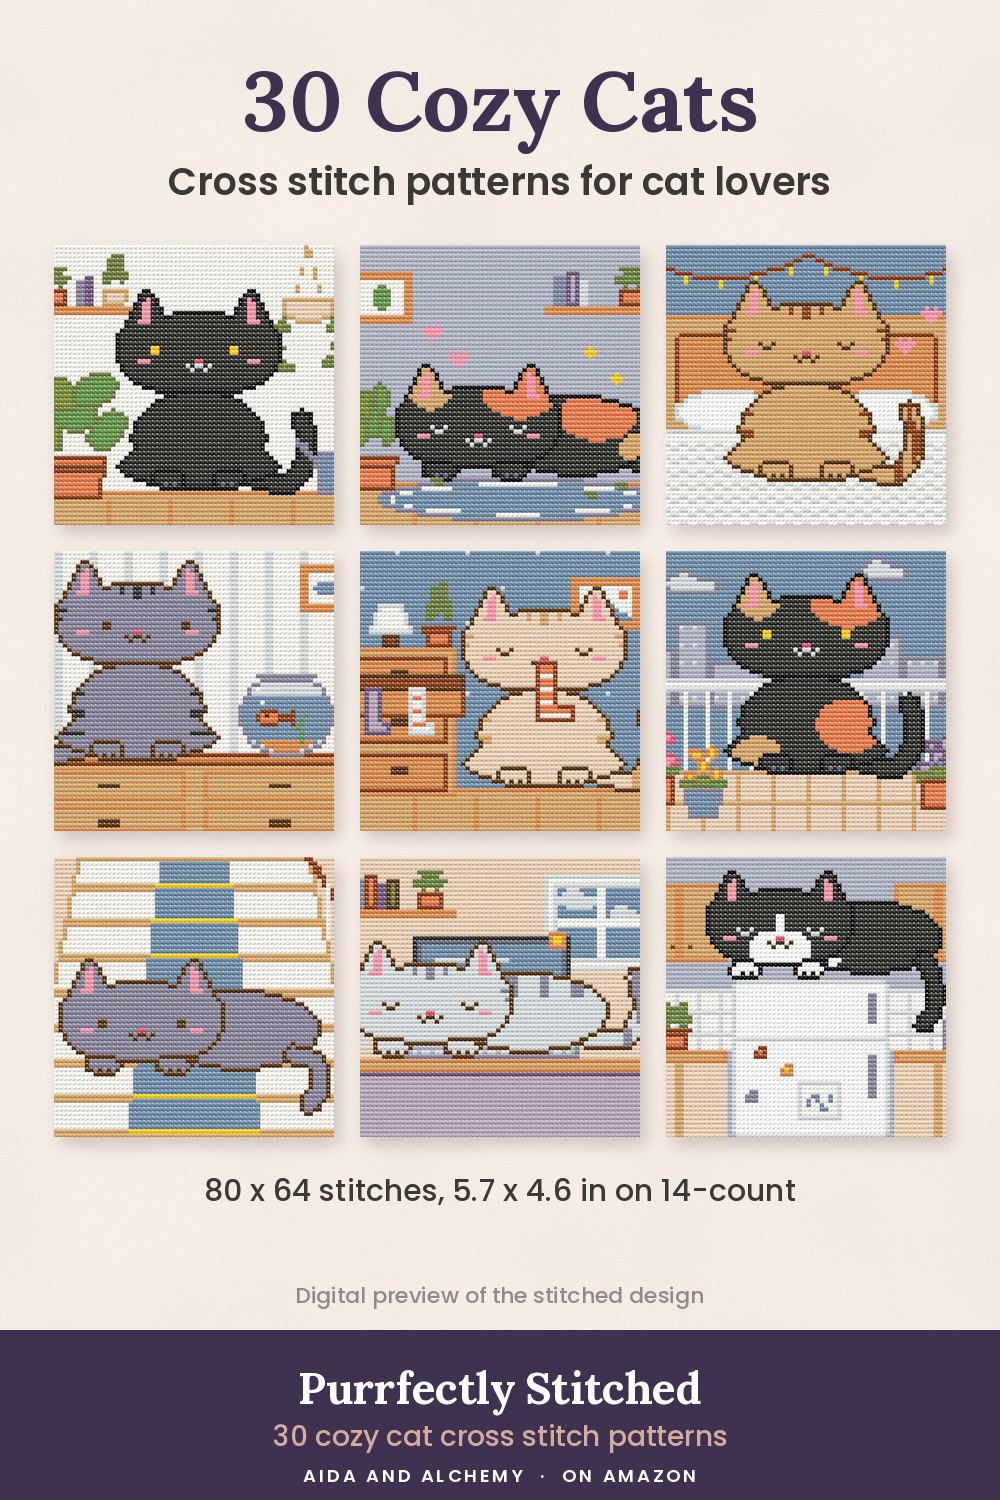 30 Cozy Cats
Cross stitch patterns for cat lovers
80 x 64 stitches, 5.7 x 4.6 in on 14-count
Digital preview of the stitched design
Purrfectly Stitched
30 cozy cat cross stitch patterns
AIDA AND ALCHEMY · ON AMAZON